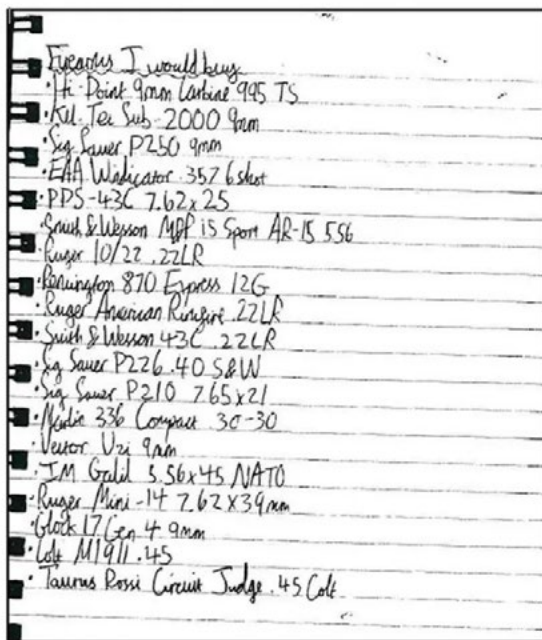 Firearms I would buy
• Hi-Point 9mm Carbine 995 TS
• Kel-Tec Sub-2000 9mm
• Sig Sauer P250 9mm
• EAA Windicator .357 6 shot
• PPS-43C 7.62x25
• Smith & Wesson M&P 15 Sport AR-15 556
• Ruger 10/22 .22LR
• Remington 870 Express 12G
• Ruger American Rimfire .22LR
• Smith & Wesson 43C .22LR
• Sig Sauer P226 .40 S&W
• Sig Sauer P210 7.65x21
• Marlin 336 Compact 30-30
• Vector Uzi 9mm
• IM Galil 5.56x45 NATO
• Ruger Mini-14 7.62x39mm
• Glock 17 Gen 4 9mm
• Colt M1911 .45
• Taurus Rossi Circuit Judge .45 Colt